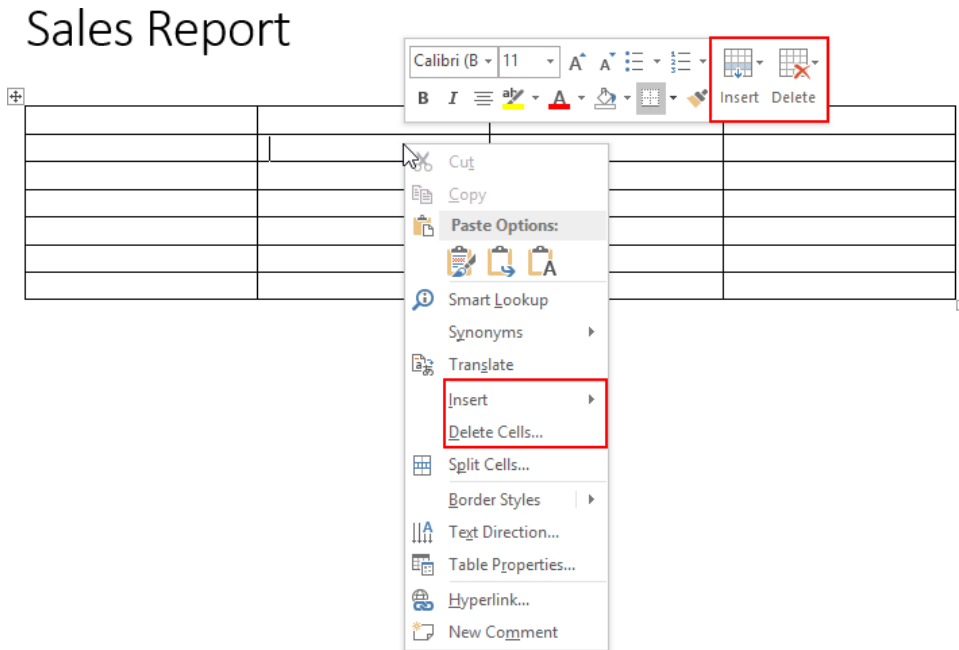 Sales Report
Calibri (B 11
B I Insert Delete
Cut
Copy
Paste Options:
Smart Lookup
Synonyms
Translate
Insert
Delete Cells...
Split Cells...
Border Styles
Text Direction...
Table Properties...
Hyperlink...
New Comment